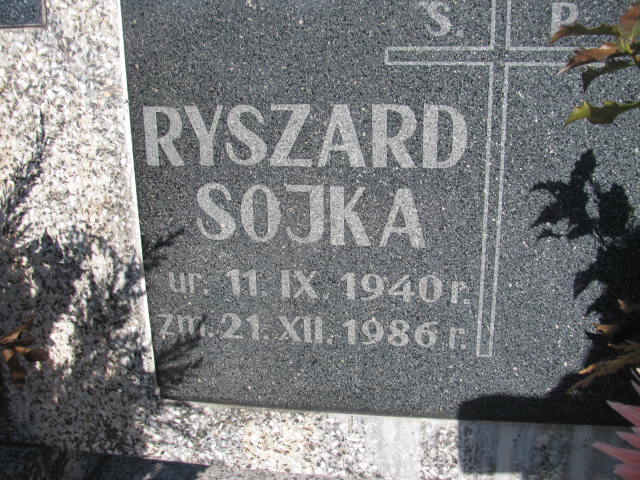 Ś. P.
RYSZARD
SOJKA
ur. 11. IX. 1940 r.
zm. 21. XII. 1986 r.